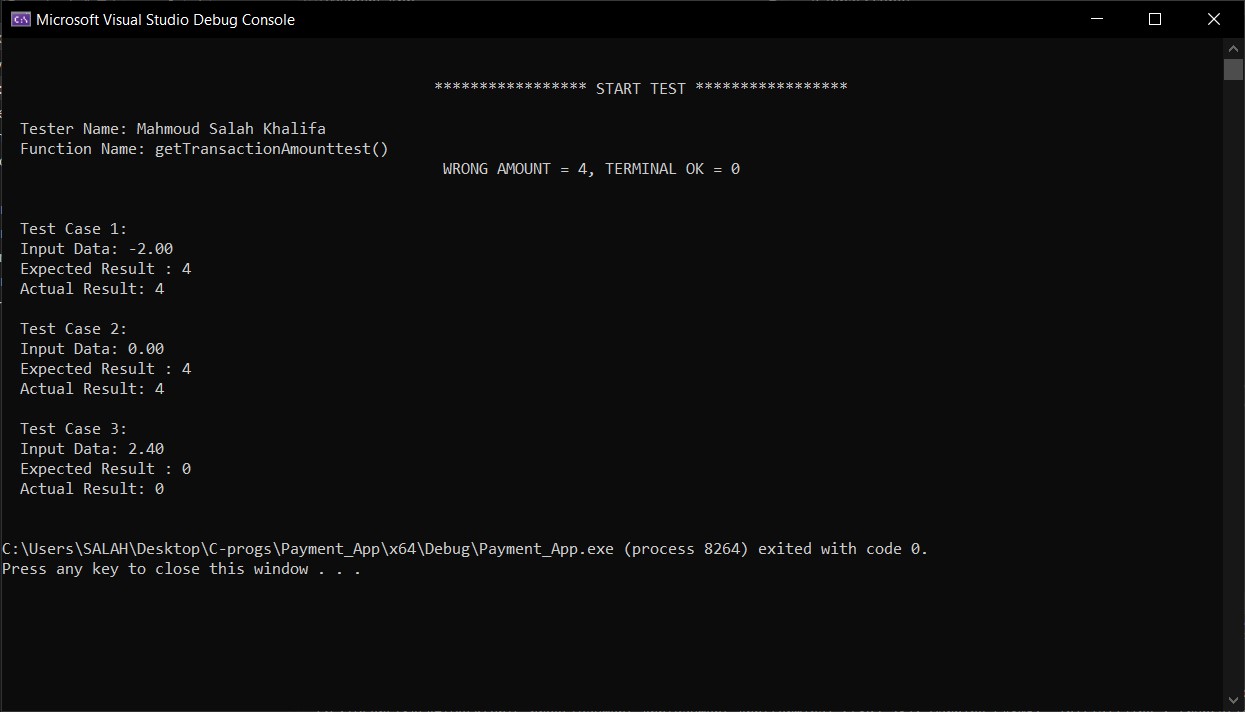 Microsoft Visual Studio Debug Console
***************** START TEST *****************
Tester Name: Mahmoud Salah Khalifa
Function Name: getTransactionAmounttest()
WRONG AMOUNT = 4, TERMINAL OK = 0
Test Case 1:
Input Data: -2.00
Expected Result : 4
Actual Result: 4
Test Case 2:
Input Data: 0.00
Expected Result : 4
Actual Result: 4
Test Case 3:
Input Data: 2.40
Expected Result : 0
Actual Result: 0
C:\Users\SALAH\Desktop\C-progs\Payment_App\x64\Debug\Payment_App.exe (process 8264) exited with code 0.
Press any key to close this window . . .